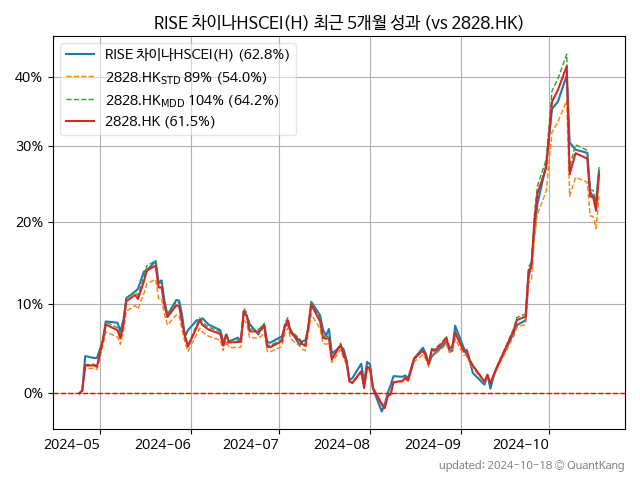 RISE 차이나HSCEI(H) 최근 5개월 성과 (vs 2828.HK)
RISE 차이나HSCEI(H) (62.8%)
2828.HK_STD 89% (54.0%)
2828.HK_MDD 104% (64.2%)
2828.HK (61.5%)
40%
30%
20%
10%
0%
2024-05 2024-06 2024-07 2024-08 2024-09 2024-10
updated: 2024-10-18 © QuantKang